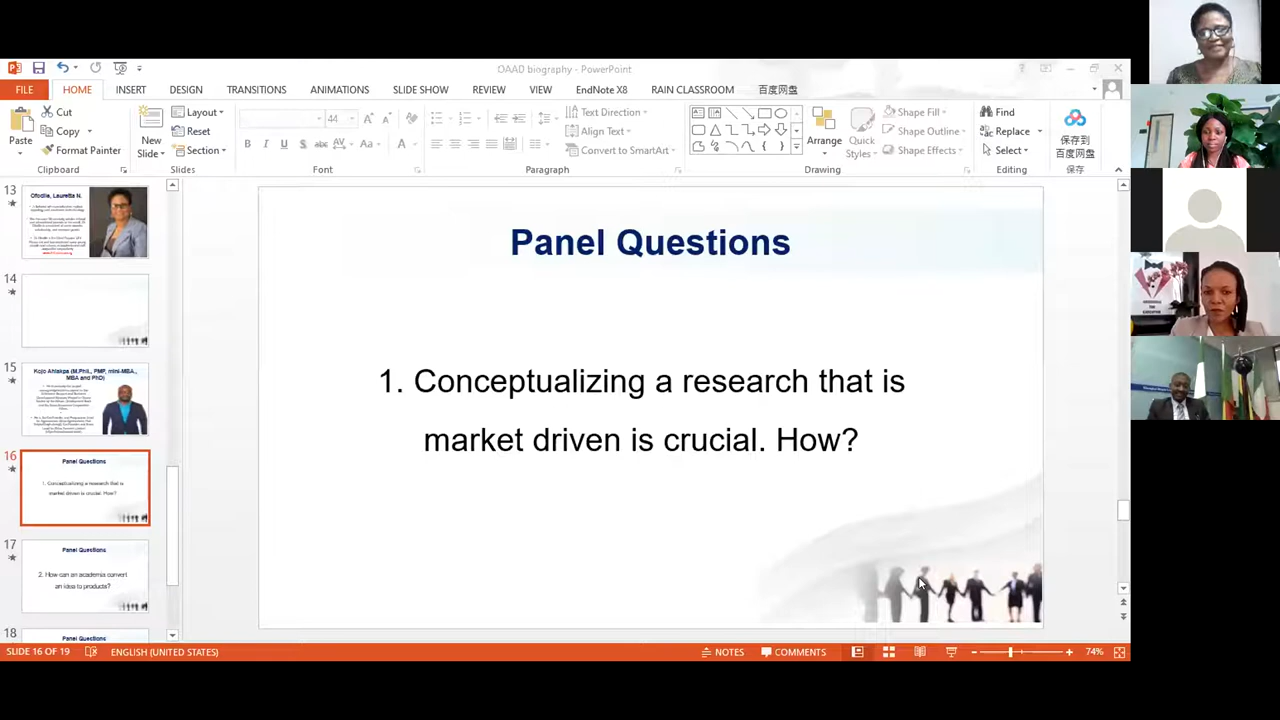 OAAD biography - PowerPoint
FILE HOME INSERT DESIGN TRANSITIONS ANIMATIONS SLIDE SHOW REVIEW VIEW EndNote X8 RAIN CLASSROOM 百度网盘
Paste
Cut
Copy
Format Painter
Clipboard
New
Slide
Layout
Reset
Section
Slides
44
B I U S abc AV Aa A
Font
Text Direction
Align Text
Convert to SmartArt
Paragraph
Arrange
Quick
Styles
Shape Fill
Shape Outline
Shape Effects
Drawing
Find
Replace
Select
Editing
保存到
百度网盘
保存
13
Ofodile, Lauretta N.
14
15
Kojo Ahiakpa (M.Phil., PMP, mini-MBA.,
MBA and PhD)
16
Panel Questions
1. Conceptualizing a research that is
market driven is crucial. How?
17
Panel Questions
2. How can an academia convert
an idea to products?
18
Panel Questions
Panel Questions
1. Conceptualizing a research that is
market driven is crucial. How?
SLIDE 16 OF 19 ENGLISH (UNITED STATES) NOTES COMMENTS 74%